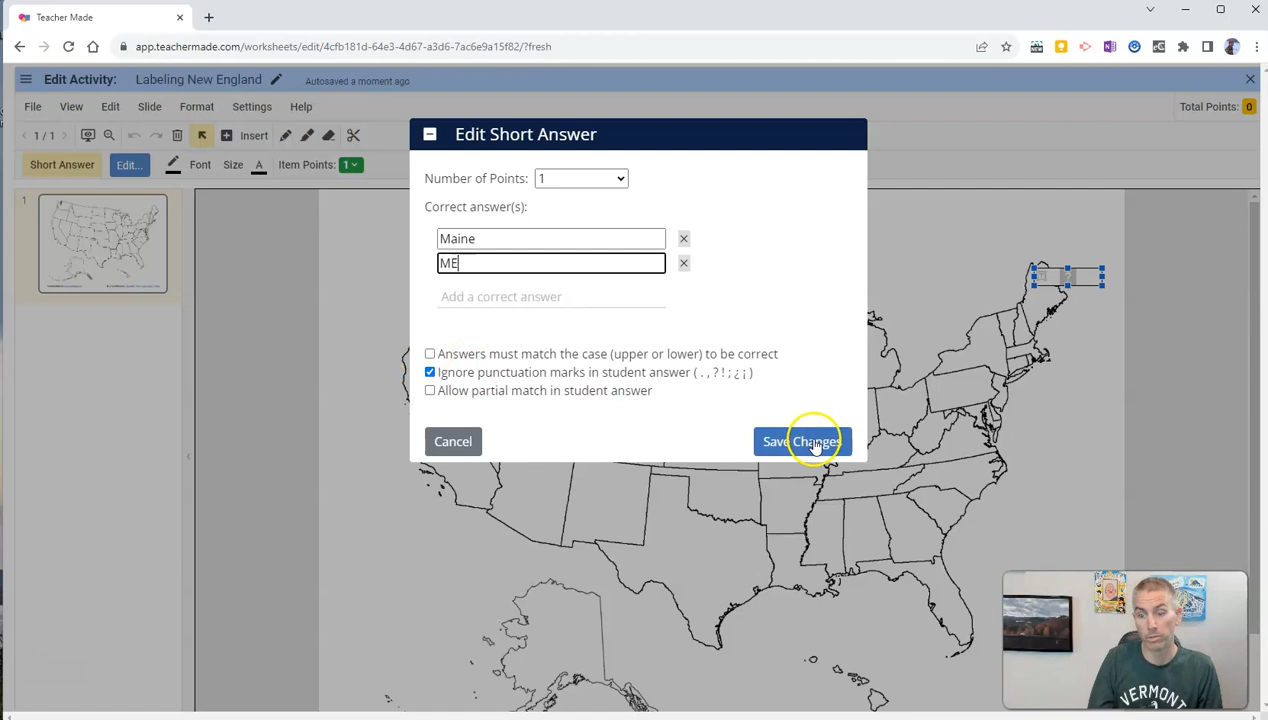 Teacher Made
app.teachermade.com/worksheets/edit/4cfb181d-64e3-4d67-a3d6-7ac6e9a15f82/?fresh
Edit Activity: Labeling New England Autosaved a moment ago
File View Edit Slide Format Settings Help Total Points: 0
1 / 1 Insert
Short Answer Edit... Font Size A Item Points: 1
1
Edit Short Answer
Number of Points: 1
Correct answer(s):
Maine
ME
Add a correct answer
Answers must match the case (upper or lower) to be correct
Ignore punctuation marks in student answer ( . , ? ! ; ¿ ¡ )
Allow partial match in student answer
Cancel Save Changes
VERMONT